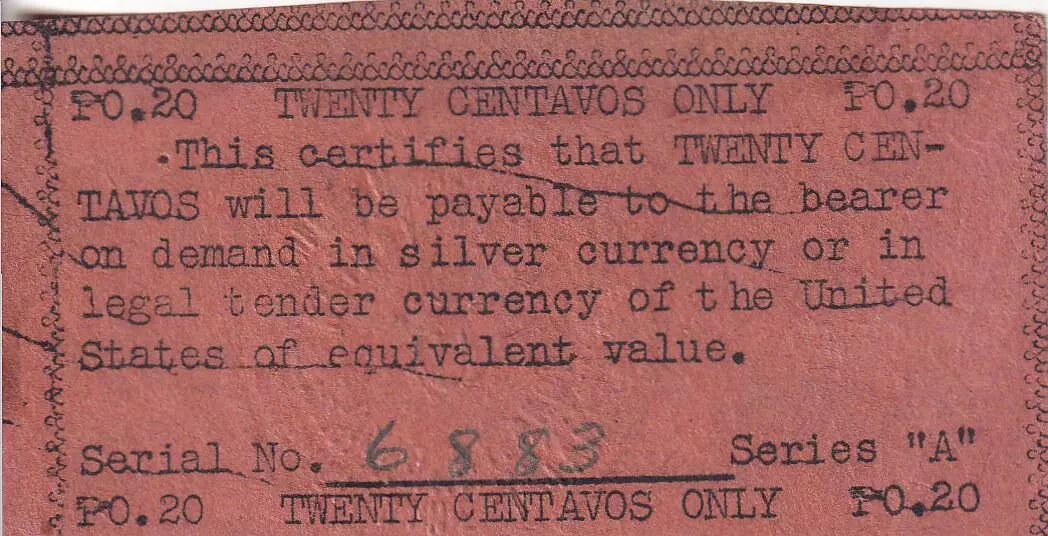 ₱0.20 TWENTY CENTAVOS ONLY ₱0.20
.This certifies that TWENTY CEN-
TAVOS will be payable to the bearer
on demand in silver currency or in
legal tender currency of the United
States of equivalent value.
Serial No. 6883 Series "A"
₱0.20 TWENTY CENTAVOS ONLY ₱0.20